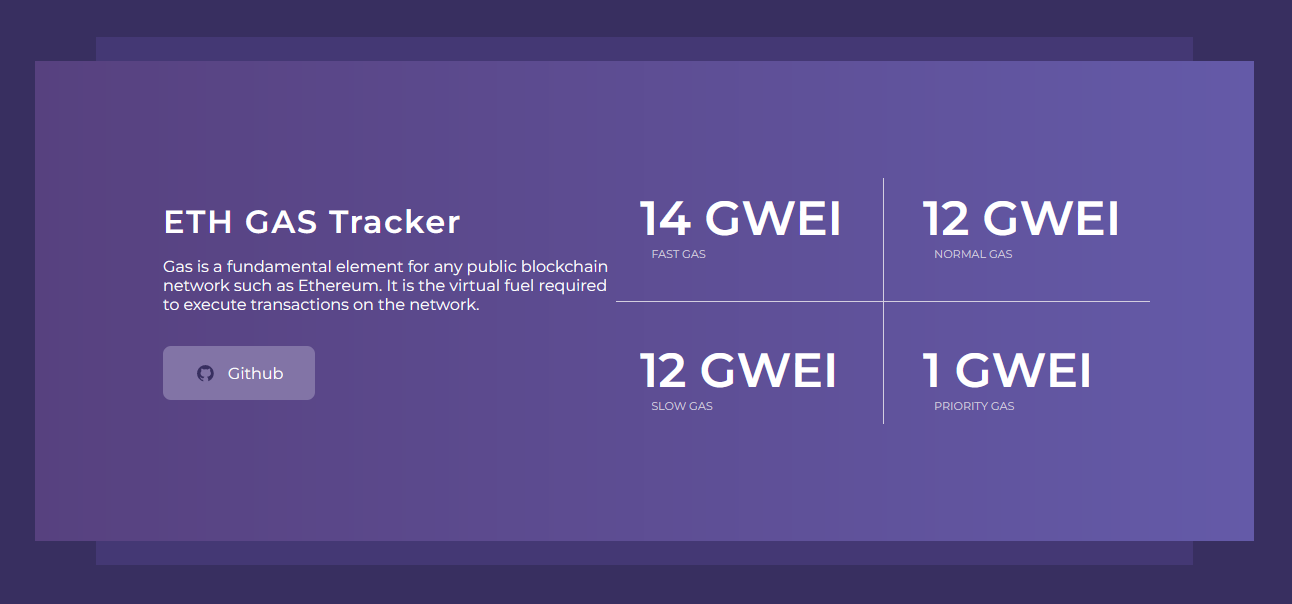 ETH GAS Tracker
Gas is a fundamental element for any public blockchain
network such as Ethereum. It is the virtual fuel required
to execute transactions on the network.
Github
14 GWEI
FAST GAS
12 GWEI
NORMAL GAS
12 GWEI
SLOW GAS
1 GWEI
PRIORITY GAS